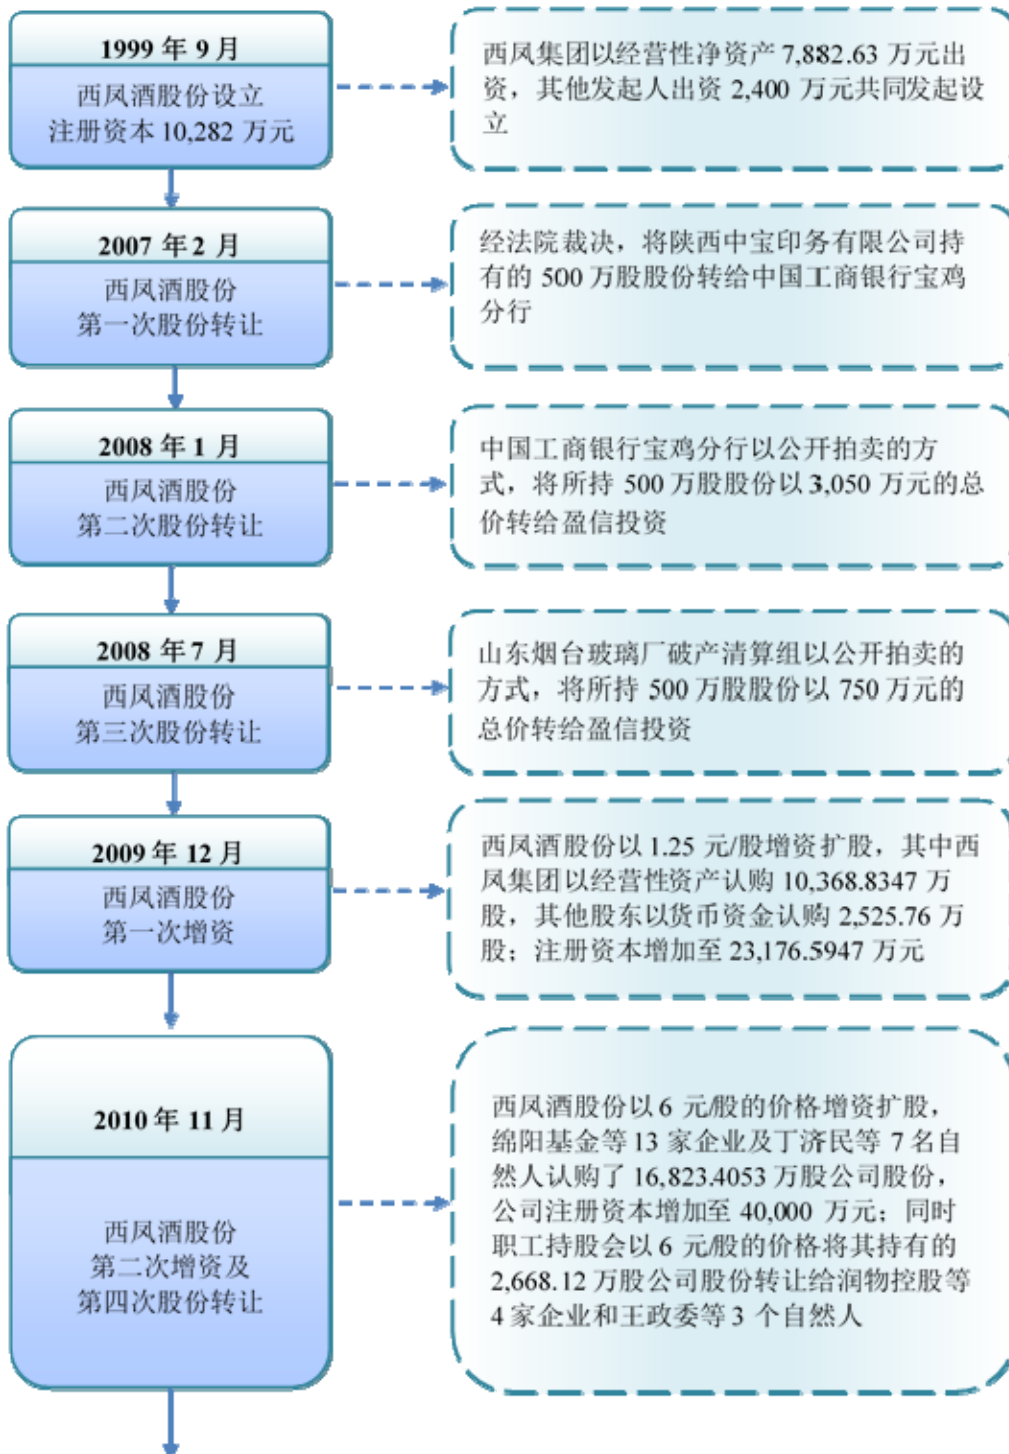 1999 年 9 月
西凤酒股份设立
注册资本 10,282 万元
西凤集团以经营性净资产 7,882.63 万元出
资，其他发起人出资 2,400 万元共同发起设
立
2007 年 2 月
西凤酒股份
第一次股份转让
经法院裁决，将陕西中宝印务有限公司持
有的 500 万股股份转给中国工商银行宝鸡
分行
2008 年 1 月
西凤酒股份
第二次股份转让
中国工商银行宝鸡分行以公开拍卖的方
式，将所持 500 万股股份以 3,050 万元的总
价转给盈信投资
2008 年 7 月
西凤酒股份
第三次股份转让
山东烟台玻璃厂破产清算组以公开拍卖的
方式，将所持 500 万股股份以 750 万元的
总价转给盈信投资
2009 年 12 月
西凤酒股份
第一次增资
西凤酒股份以 1.25 元/股增资扩股，其中西
凤集团以经营性资产认购 10,368.8347 万
股，其他股东以货币资金认购 2,525.76 万
股；注册资本增加至 23,176.5947 万元
2010 年 11 月
西凤酒股份
第二次增资及
第四次股份转让
西凤酒股份以 6 元/股的价格增资扩股，
绵阳基金等 13 家企业及丁济民等 7 名自
然人认购了 16,823.4053 万股公司股份，
公司注册资本增加至 40,000 万元；同时
职工持股会以 6 元/股的价格将其持有的
2,668.12 万股公司股份转让给润物控股等
4 家企业和王政委等 3 个自然人